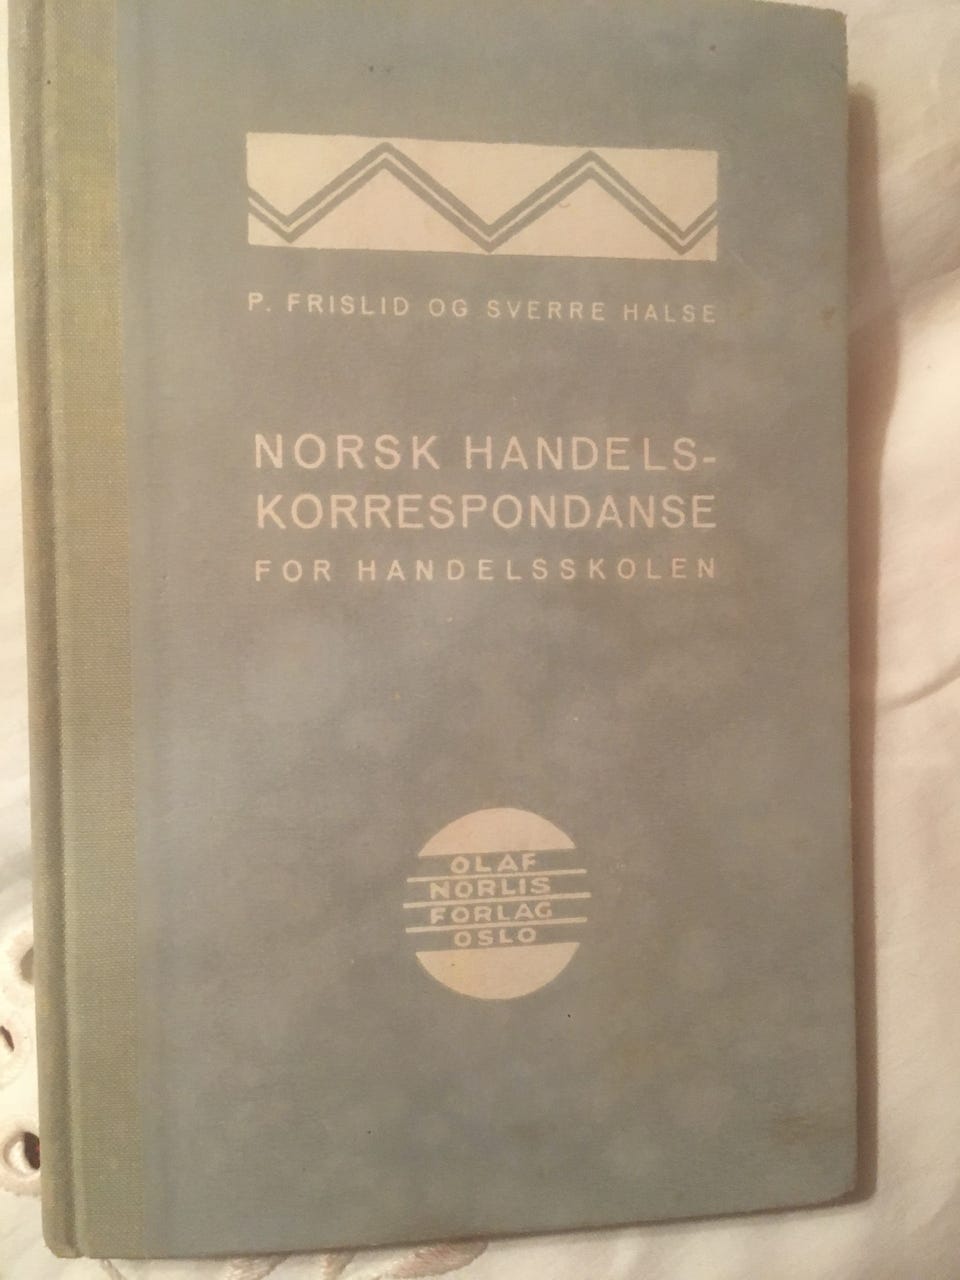 P. FRISLID OG SVERRE HALSE
NORSK HANDELS-
KORRESPONDANSE
FOR HANDELSSKOLEN
OLAF
NORLIS
FORLAG
OSLO